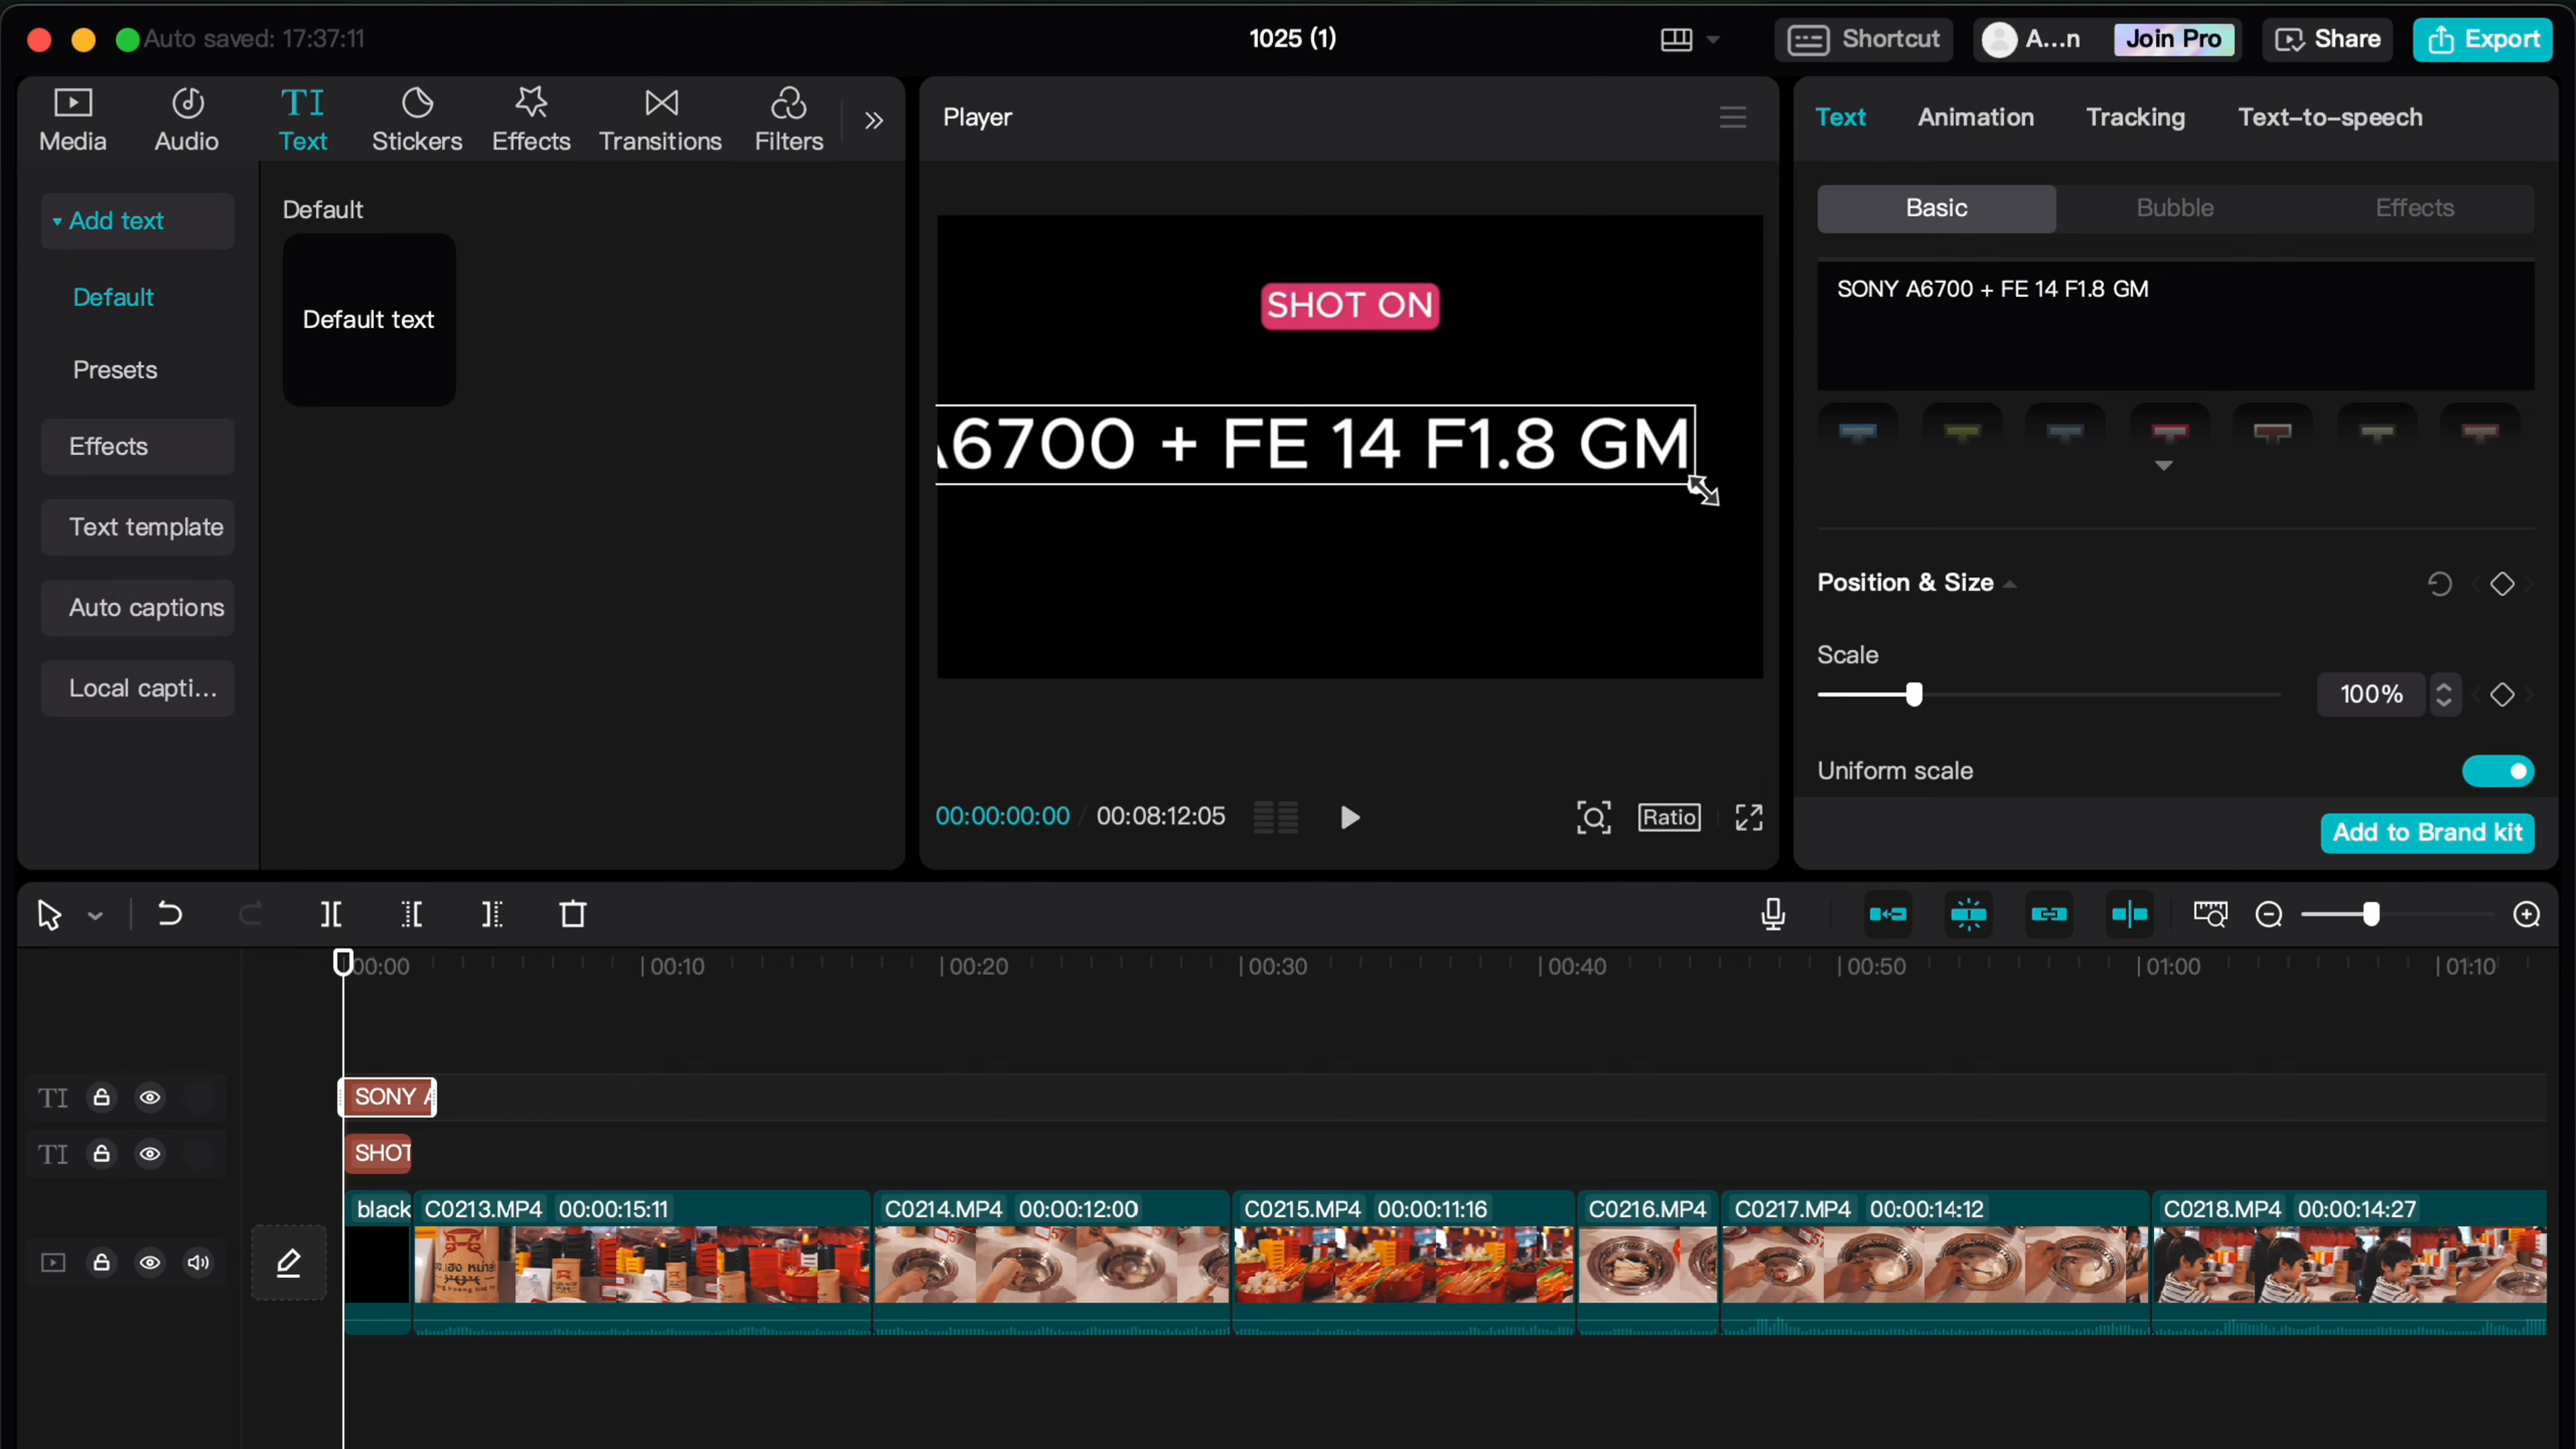 Auto saved: 17:37:11
1025 (1)
Shortcut
A...n
Join Pro
Share
Export
Media
Audio
TI
Text
Stickers
Effects
Transitions
Filters
Add text
Default
Presets
Effects
Text template
Auto captions
Local capti...
Default
Default text
Player
SHOT ON
A6700 + FE 14 F1.8 GM
00:00:00:00 / 00:08:12:05
Ratio
Text
Animation
Tracking
Text-to-speech
Basic
Bubble
Effects
SONY A6700 + FE 14 F1.8 GM
Position & Size
Scale
100%
Uniform scale
Add to Brand kit
00:00
00:10
00:20
00:30
00:40
00:50
01:00
01:10
TI
SONY A
TI
SHOT
black
C0213.MP4 00:00:15:11
C0214.MP4 00:00:12:00
C0215.MP4 00:00:11:16
C0216.MP4
C0217.MP4 00:00:14:12
C0218.MP4 00:00:14:27